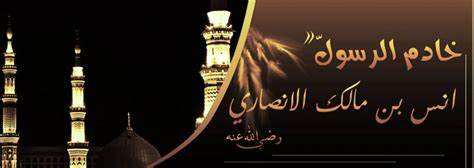 خادم الرسول ﷺ
انس بن مالك الانصاري
رضي الله عنه